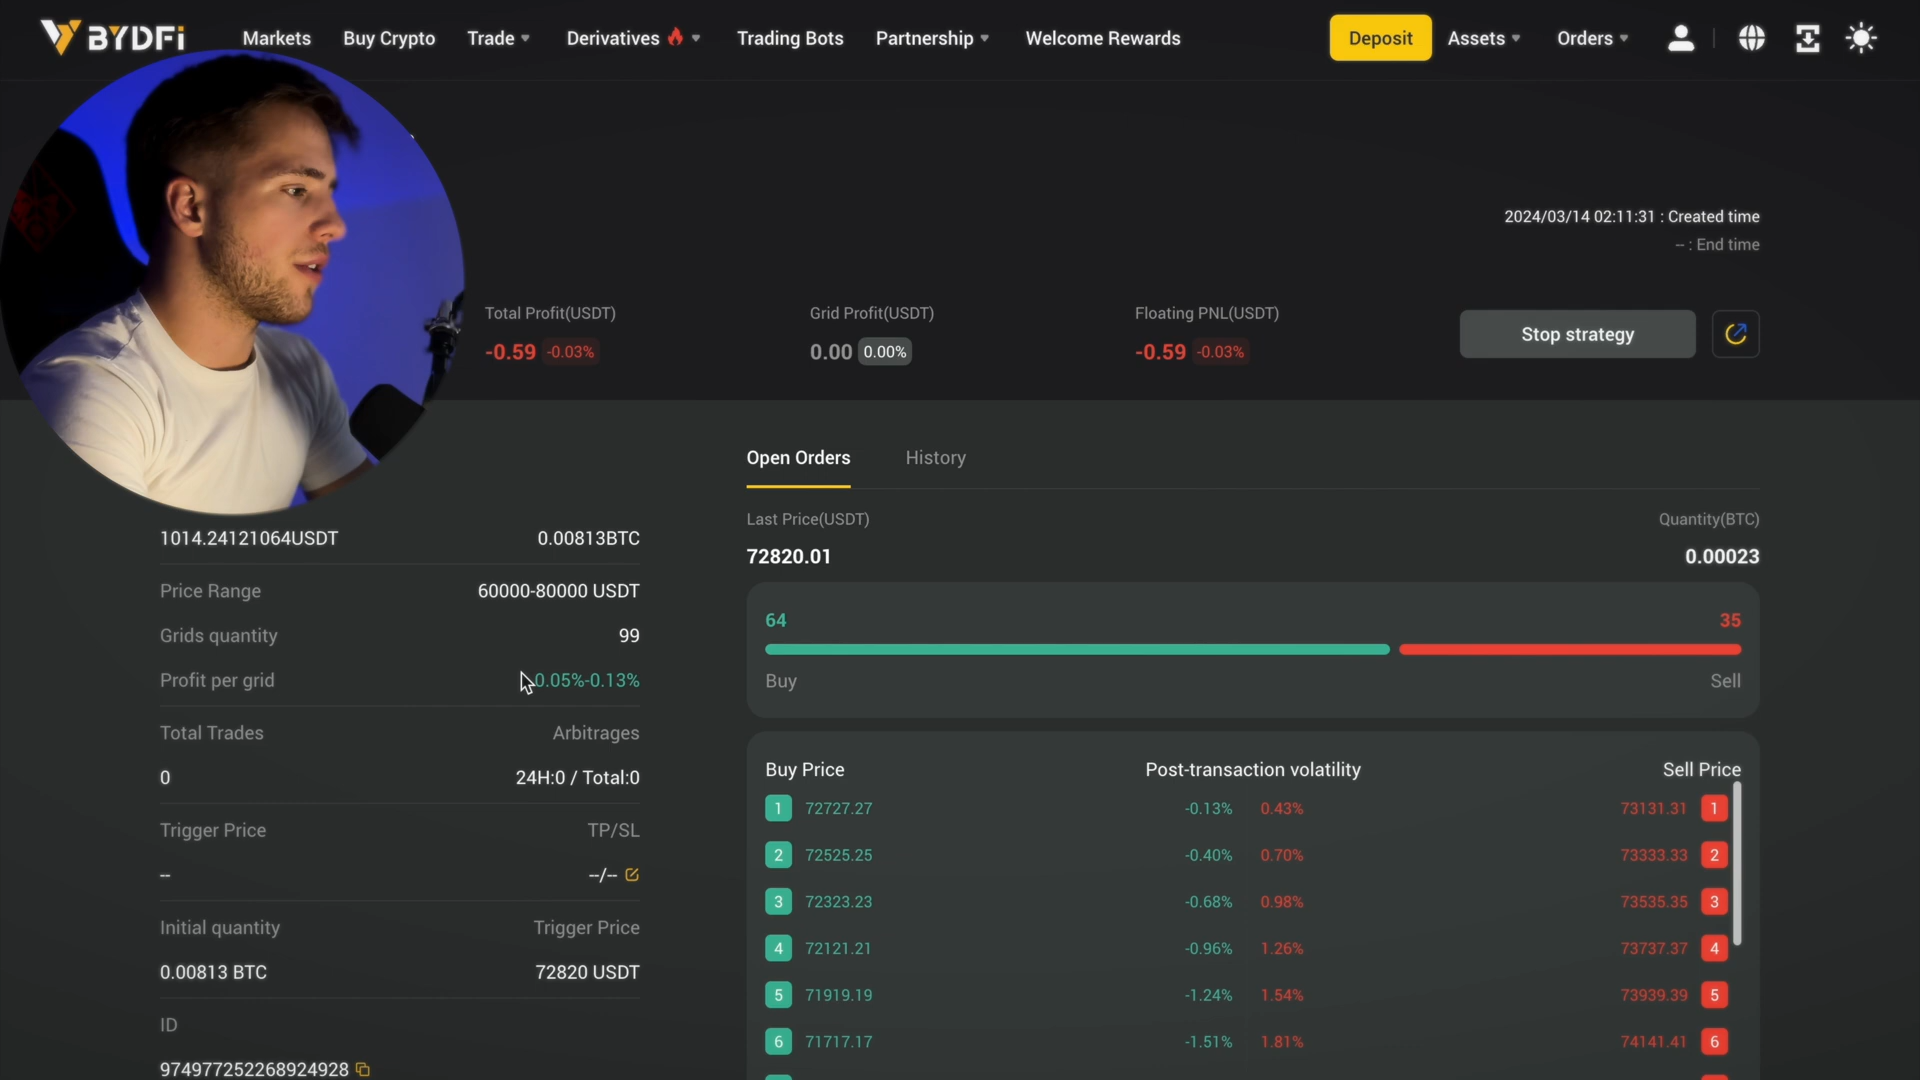 BYDFi Markets Buy Crypto Trade Derivatives Trading Bots Partnership Welcome Rewards Deposit Assets Orders
2024/03/14 02:11:31 : Created time
-- : End time
Total Profit(USDT) Grid Profit(USDT) Floating PNL(USDT)
-0.59 -0.03% 0.00 0.00% -0.59 -0.03%
Stop strategy
Open Orders History
1014.24121064USDT 0.00813BTC
Price Range 60000-80000 USDT
Grids quantity 99
Profit per grid 0.05%-0.13%
Total Trades Arbitrages
0 24H:0 / Total:0
Trigger Price TP/SL
-- --/--
Initial quantity Trigger Price
0.00813 BTC 72820 USDT
ID
974977252268924928
Last Price(USDT) Quantity(BTC)
72820.01 0.00023
64 35
Buy Sell
Buy Price Post-transaction volatility Sell Price
1 72727.27 -0.13% 0.43% 73131.31 1
2 72525.25 -0.40% 0.70% 73333.33 2
3 72323.23 -0.68% 0.98% 73535.35 3
4 72121.21 -0.96% 1.26% 73737.37 4
5 71919.19 -1.24% 1.54% 73939.39 5
6 71717.17 -1.51% 1.81% 74141.41 6